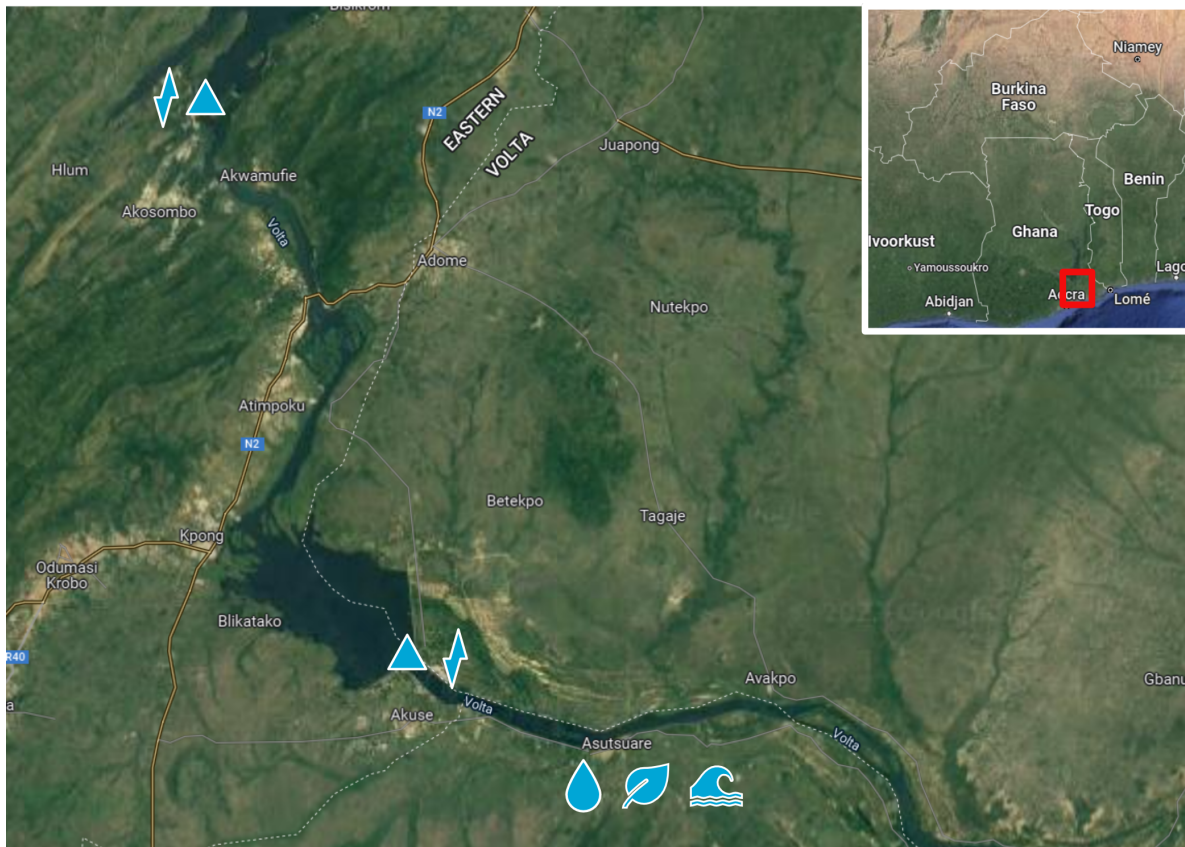 N2
EASTERN
VOLTA
Juapong
Hlum
Akwamufie
Akosombo
Volta
Adome
Nutekpo
Atimpoku
N2
Betekpo
Tagaje
Kpong
Odumasi
Krobo
Blikatako
R40
a
Avakpo
Gbanu
Akuse
Volta
Asutsuare
Volta
Niamey
Burkina
Faso
Benin
Togo
Ghana
Ivoorkust
Yamoussoukro
Lago
Accra
Lomé
Abidjan